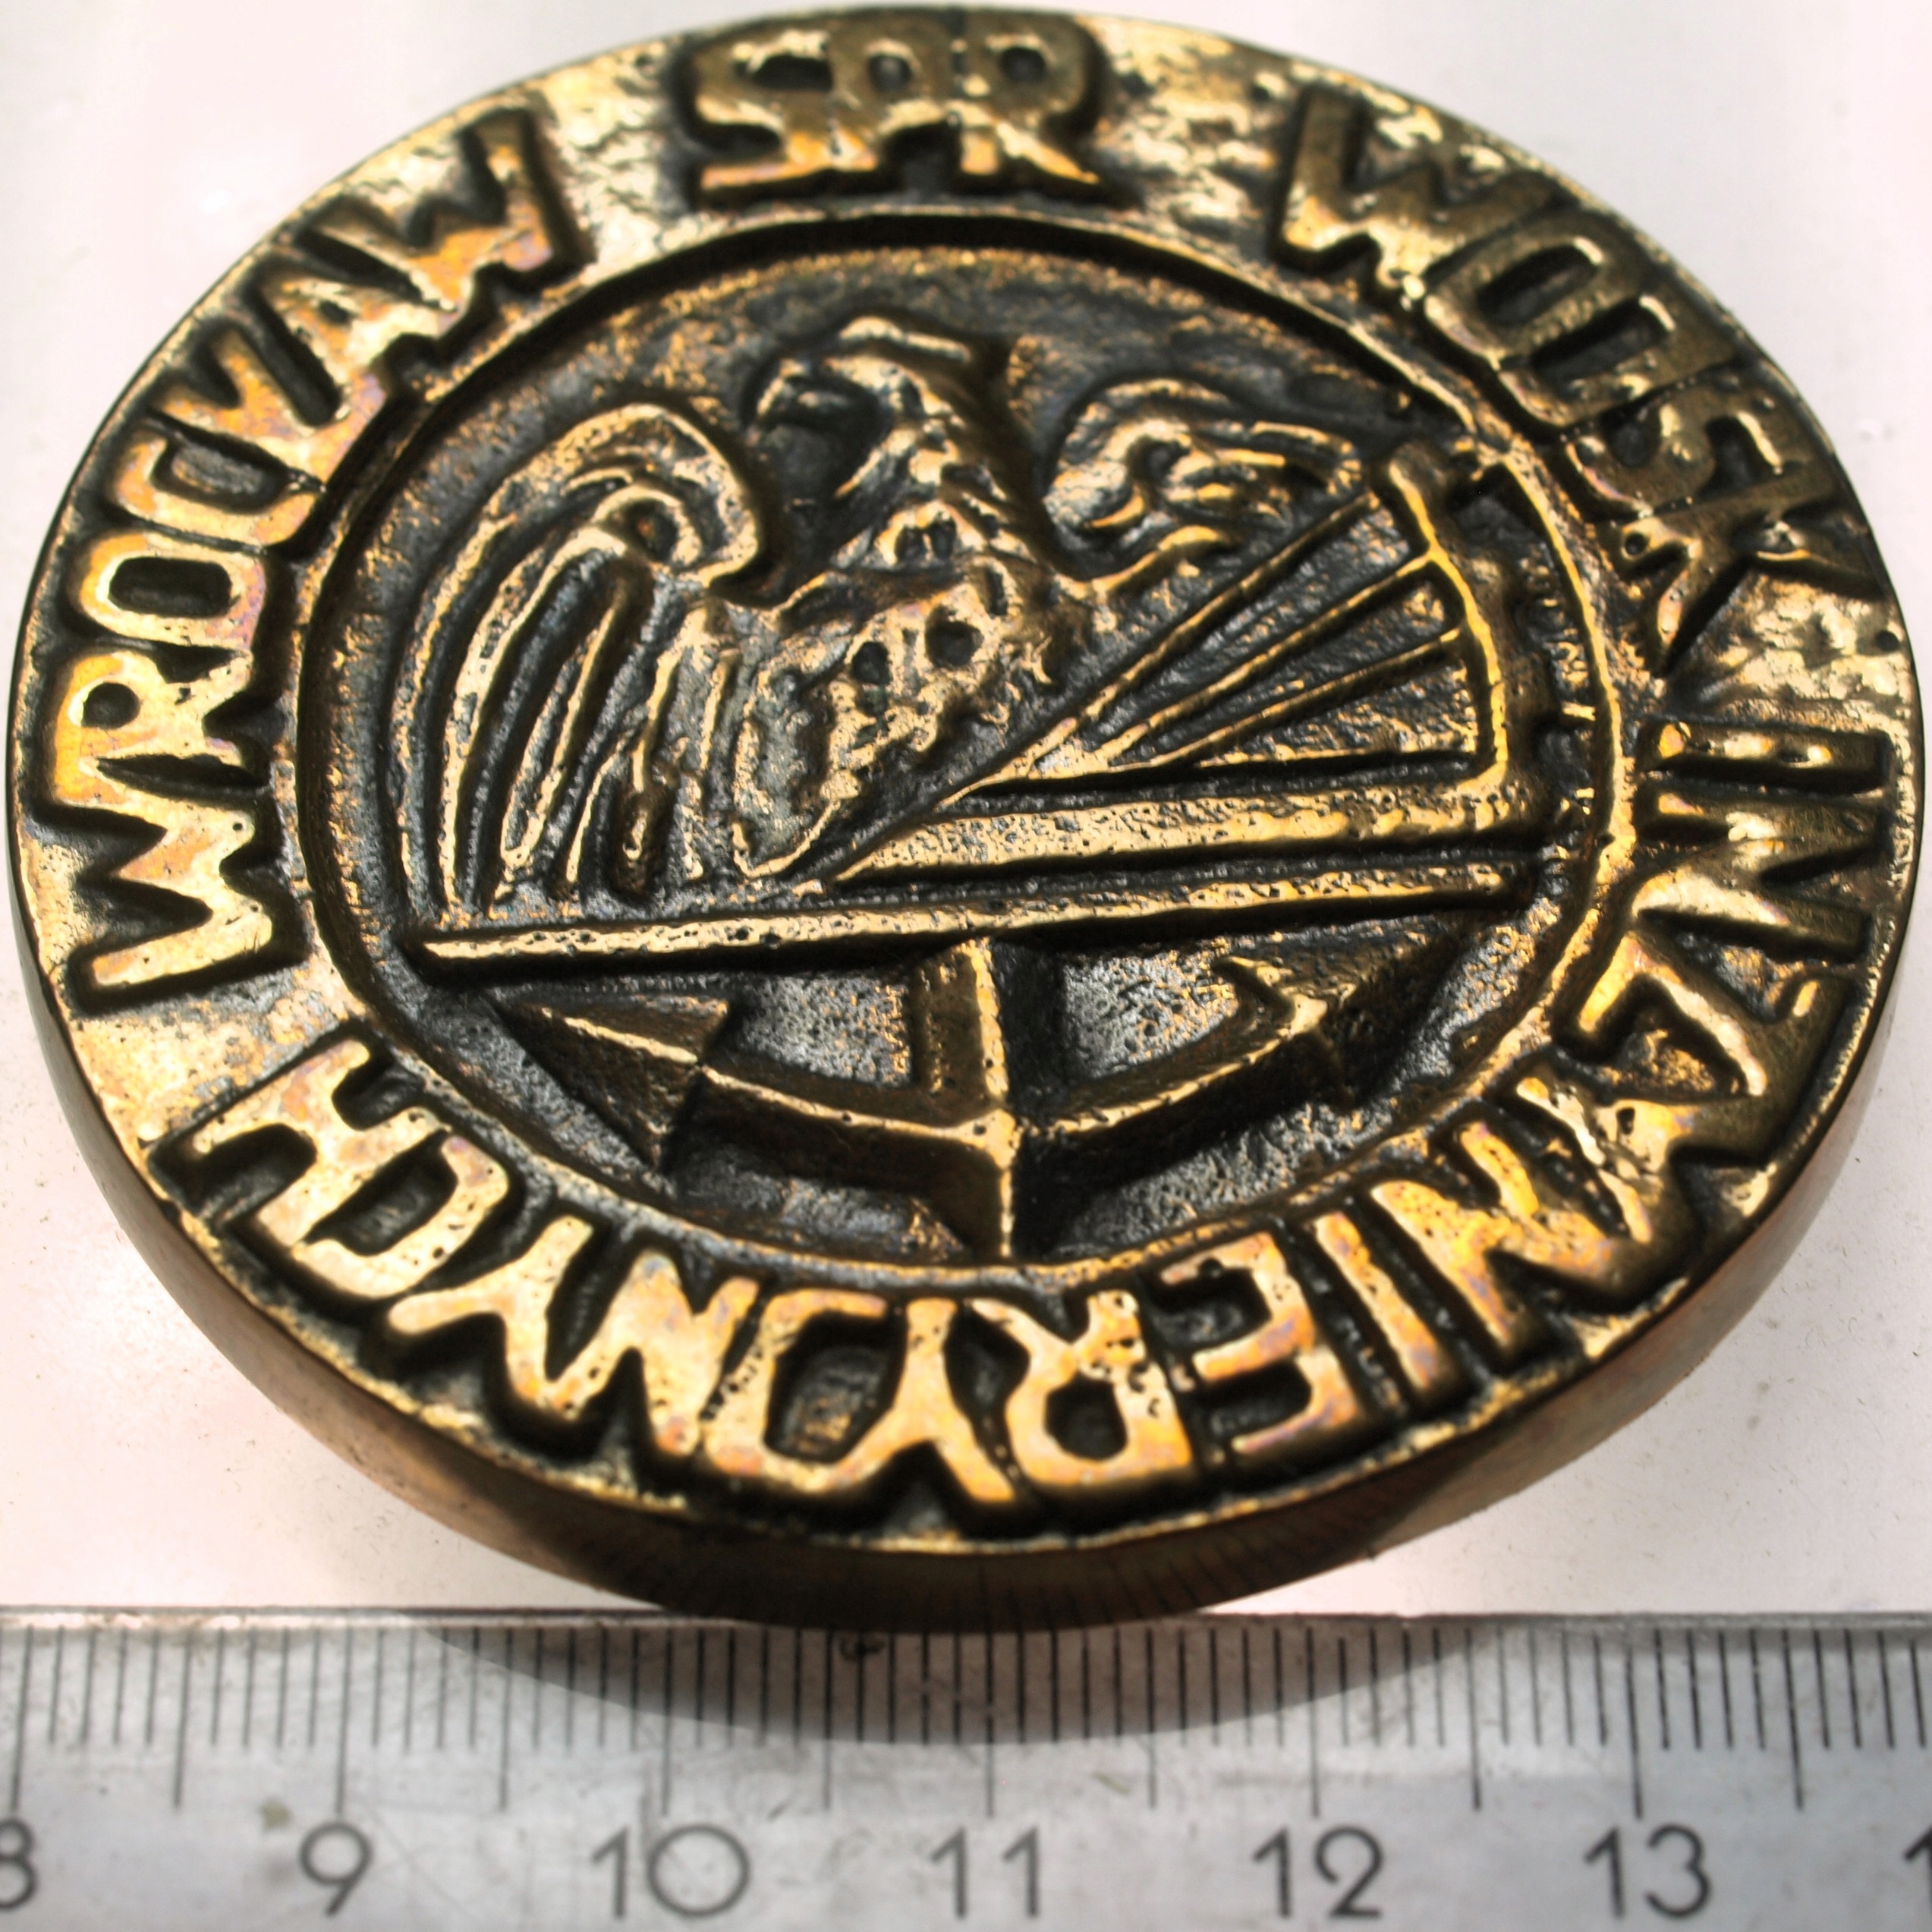 SPR WOJSK INŻYNIERYJNYCH WROCŁAW
8 9 10 11 12 13